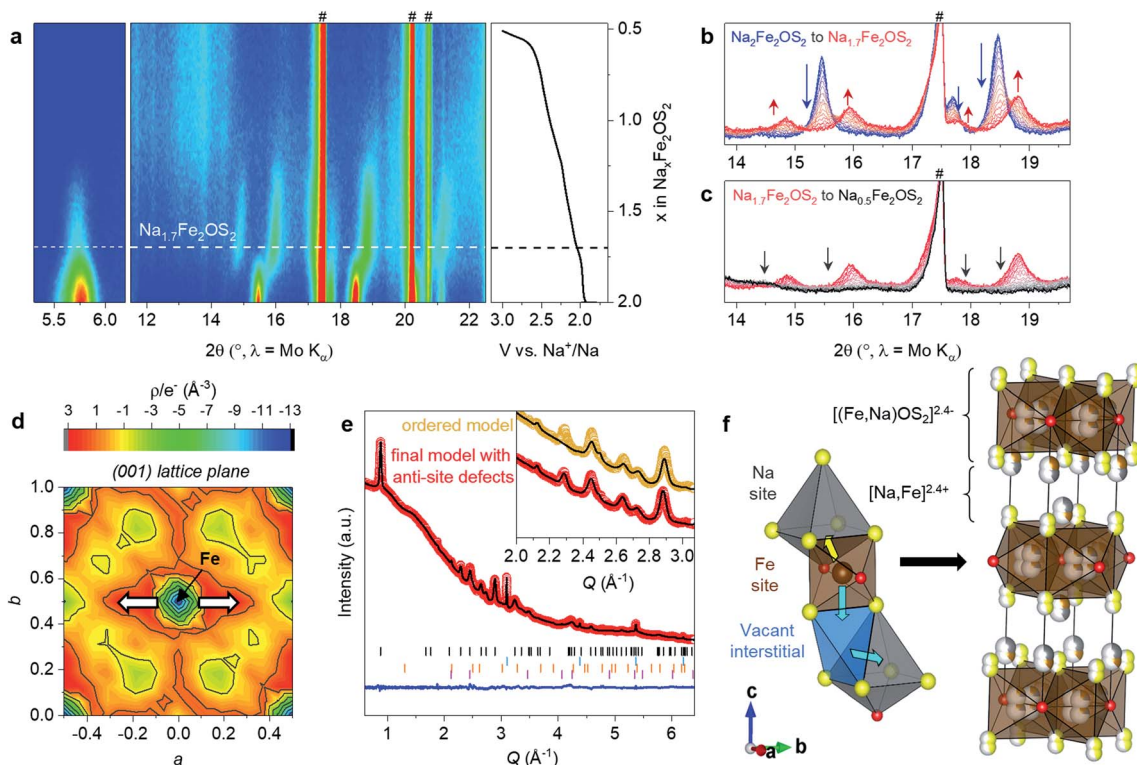 a
# # #
0.5
1.0
1.5
2.0
x in NaxFe2OS2
Na1.7Fe2OS2
5.5 6.0 12 14 16 18 20 22 3.0 2.5 2.0
2θ (°, λ = Mo Kα)
V vs. Na+/Na
b
Na2Fe2OS2 to Na1.7Fe2OS2
#
14 15 16 17 18 19
#
c
Na1.7Fe2OS2 to Na0.5Fe2OS2
14 15 16 17 18 19
2θ (°, λ = Mo Kα)
d
ρ/e- (Å-3)
3 1 -1 -3 -5 -7 -9 -11 -13
(001) lattice plane
Fe
1.0
0.8
0.6
0.4
0.2
0.0
b
-0.4 -0.2 0.0 0.2 0.4
a
e
ordered model
final model with
anti-site defects
2.0 2.2 2.4 2.6 2.8 3.0
Q (Å-1)
Intensity (a.u.)
1 2 3 4 5 6
Q (Å-1)
f
[(Fe,Na)OS2]2.4-
[Na,Fe]2.4+
Na
site
Fe
site
Vacant
interstitial
c
a
b